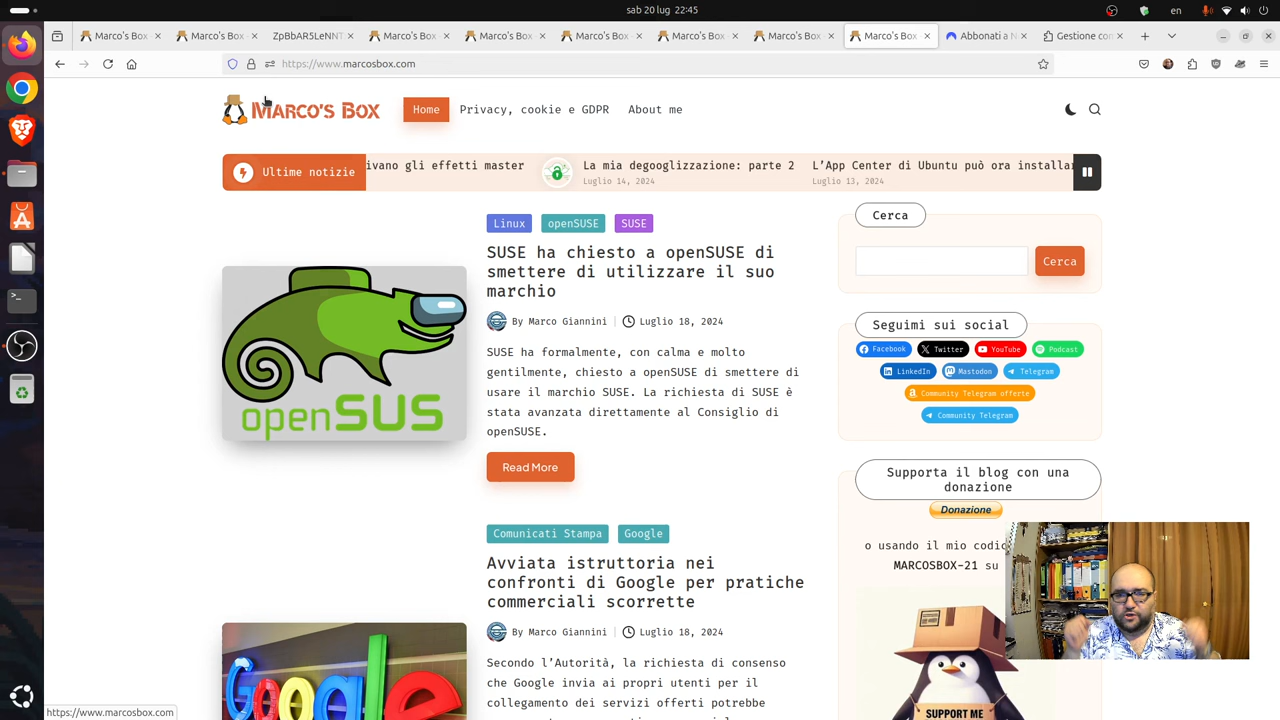 sab 20 lug 22:45
en
Marco's Box
Marco's Box
ZpBbAR5LeNNT
Marco's Box
Marco's Box
Marco's Box
Marco's Box
Marco's Box
Marco's Box
Abbonati a N
Gestione con
https://www.marcosbox.com
MARCO'S BOX
Home
Privacy, cookie e GDPR
About me
Ultime notizie
ivano gli effetti master
La mia degooglizzazione: parte 2
Luglio 14, 2024
L'App Center di Ubuntu può ora installar
Luglio 13, 2024
Linux
openSUSE
SUSE
SUSE ha chiesto a openSUSE di
smettere di utilizzare il suo
marchio
By Marco Giannini
Luglio 18, 2024
SUSE ha formalmente, con calma e molto
gentilmente, chiesto a openSUSE di smettere di
usare il marchio SUSE. La richiesta di SUSE è
stata avanzata direttamente al Consiglio di
openSUSE.
Read More
openSUS
Comunicati Stampa
Google
Avviata istruttoria nei
confronti di Google per pratiche
commerciali scorrette
By Marco Giannini
Luglio 18, 2024
Secondo l'Autorità, la richiesta di consenso
che Google invia ai propri utenti per il
collegamento dei servizi offerti potrebbe
Google
Cerca
Cerca
Seguimi sui social
Facebook
Twitter
YouTube
Podcast
LinkedIn
Mastodon
Telegram
Community Telegram offerte
Community Telegram
Supporta il blog con una
donazione
Donazione
o usando il mio codic
MARCOSBOX-21 su
SUPPORT ME
https://www.marcosbox.com